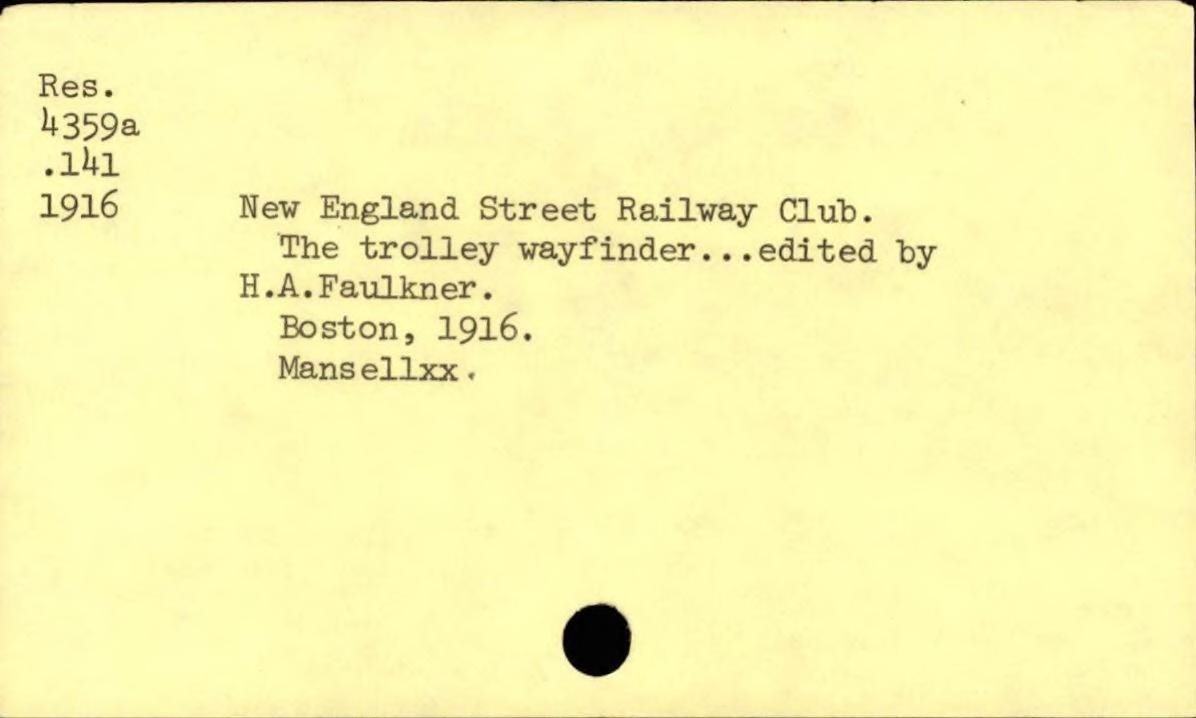 Res.
4359a
.141
1916
New England Street Railway Club.
The trolley wayfinder...edited by
H.A.Faulkner.
Boston, 1916.
Mansellxx.